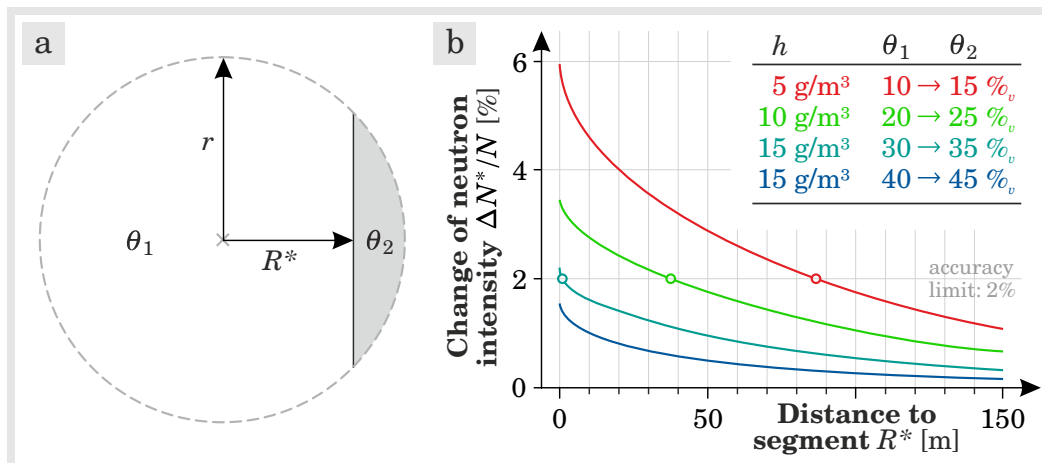 a
r
θ₁
R*
θ₂
b
Change of neutron
intensity ΔN*/N [%]
6
4
2
0
h θ₁ θ₂
5 g/m³ 10 → 15 %ᵥ
10 g/m³ 20 → 25 %ᵥ
15 g/m³ 30 → 35 %ᵥ
15 g/m³ 40 → 45 %ᵥ
accuracy
limit: 2%
0 50 150
Distance to
segment R* [m]